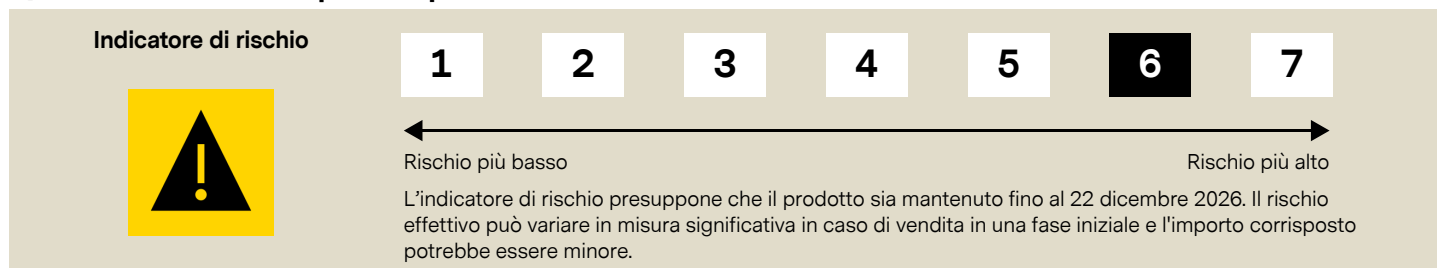 Indicatore di rischio
1 2 3 4 5 6 7
Rischio più basso Rischio più alto
L'indicatore di rischio presuppone che il prodotto sia mantenuto fino al 22 dicembre 2026. Il rischio
effettivo può variare in misura significativa in caso di vendita in una fase iniziale e l'importo corrisposto
potrebbe essere minore.